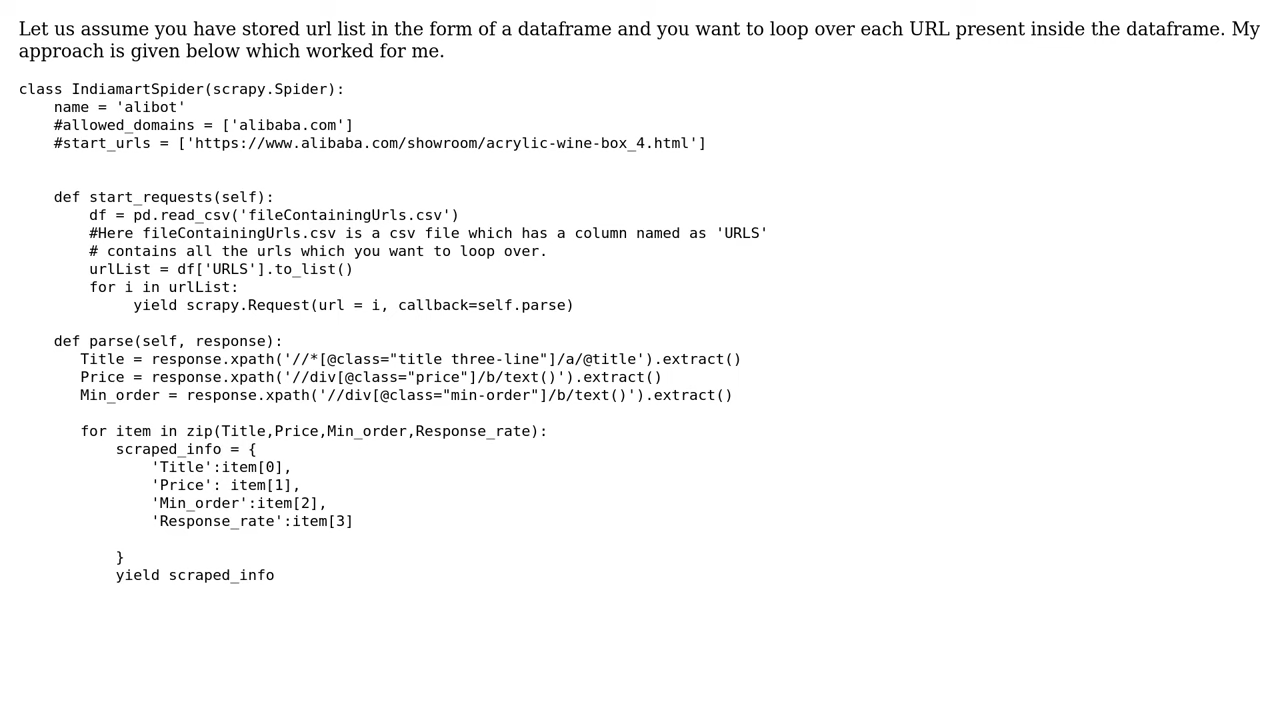 Let us assume you have stored url list in the form of a dataframe and you want to loop over each URL present inside the dataframe. My
approach is given below which worked for me.
class IndiamartSpider(scrapy.Spider):
    name = 'alibot'
    #allowed_domains = ['alibaba.com']
    #start_urls = ['https://www.alibaba.com/showroom/acrylic-wine-box_4.html']
    def start_requests(self):
        df = pd.read_csv('fileContainingUrls.csv')
        #Here fileContainingUrls.csv is a csv file which has a column named as 'URLS'
        # contains all the urls which you want to loop over.
        urlList = df['URLS'].to_list()
        for i in urlList:
             yield scrapy.Request(url = i, callback=self.parse)
    def parse(self, response):
       Title = response.xpath('//*[@class="title three-line"]/a/@title').extract()
       Price = response.xpath('//div[@class="price"]/b/text()').extract()
       Min_order = response.xpath('//div[@class="min-order"]/b/text()').extract()
       for item in zip(Title,Price,Min_order,Response_rate):
           scraped_info = {
               'Title':item[0],
               'Price': item[1],
               'Min_order':item[2],
               'Response_rate':item[3]
           }
           yield scraped_info